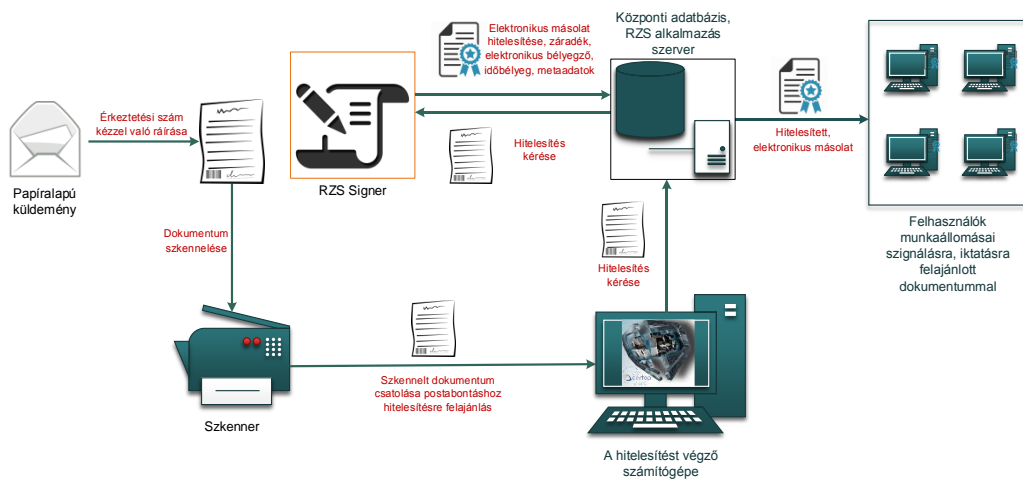 Elektronikus másolat
hitelesítése, záradék,
elektronikus bélyegző,
időbélyeg, metaadatok
Központi adatbázis,
RZS alkalmazás
szerver
Érkeztetési szám
kézzel való ráírása
Papíralapú
küldemény
RZS Signer
Hitelesítés
kérése
Hitelesített,
elektronikus másolat
Felhasználók
munkaállomásai
szignálásra, iktatásra
felajánlott
dokumentummal
Dokumentum
szkennelése
Hitelesítés
kérése
Szkenner
Szkennelt dokumentum
csatolása postabontáshoz
hitelesítésre felajánlás
A hitelesítést végző
számítógépe